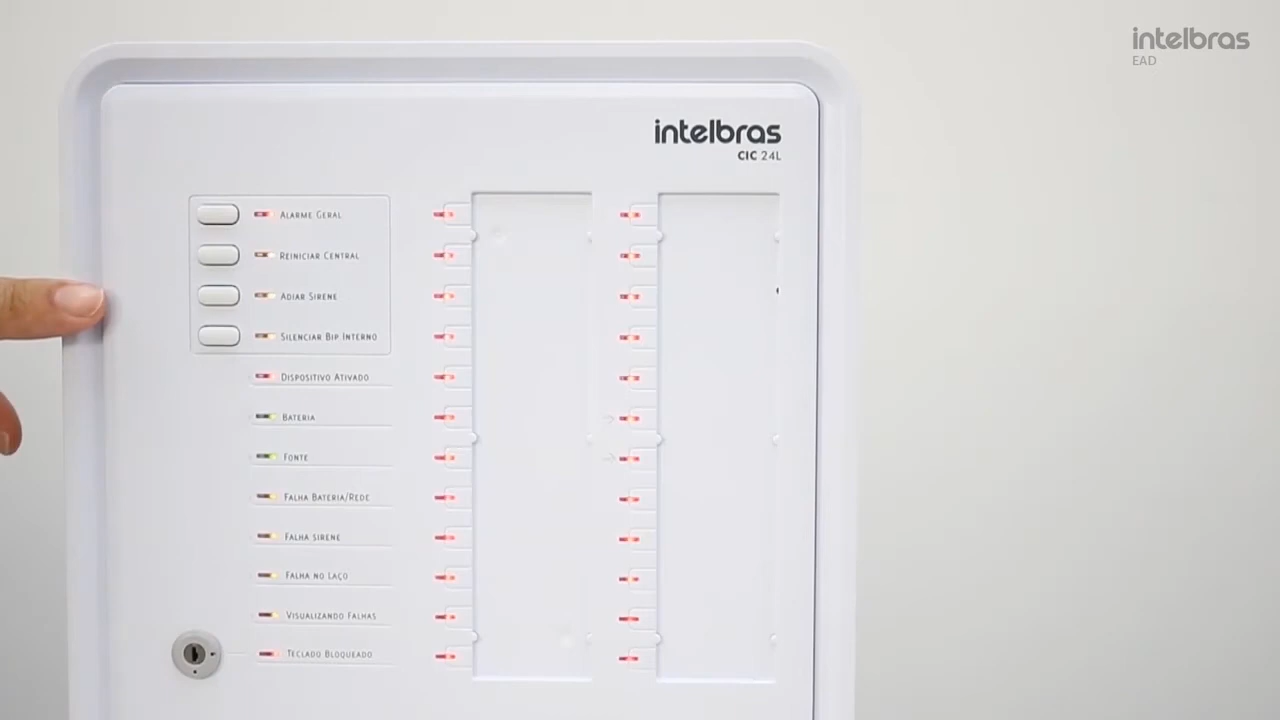 intelbras
EAD
intelbras
CIC 24L
Alarme Geral
Reiniciar Central
Adiar Sirene
Silenciar Bip Interno
Dispositivo Ativado
Bateria
Fonte
Falha Bateria/Rede
Falha Sirene
Falha no Laço
Visualizando Falhas
Teclado Bloqueado